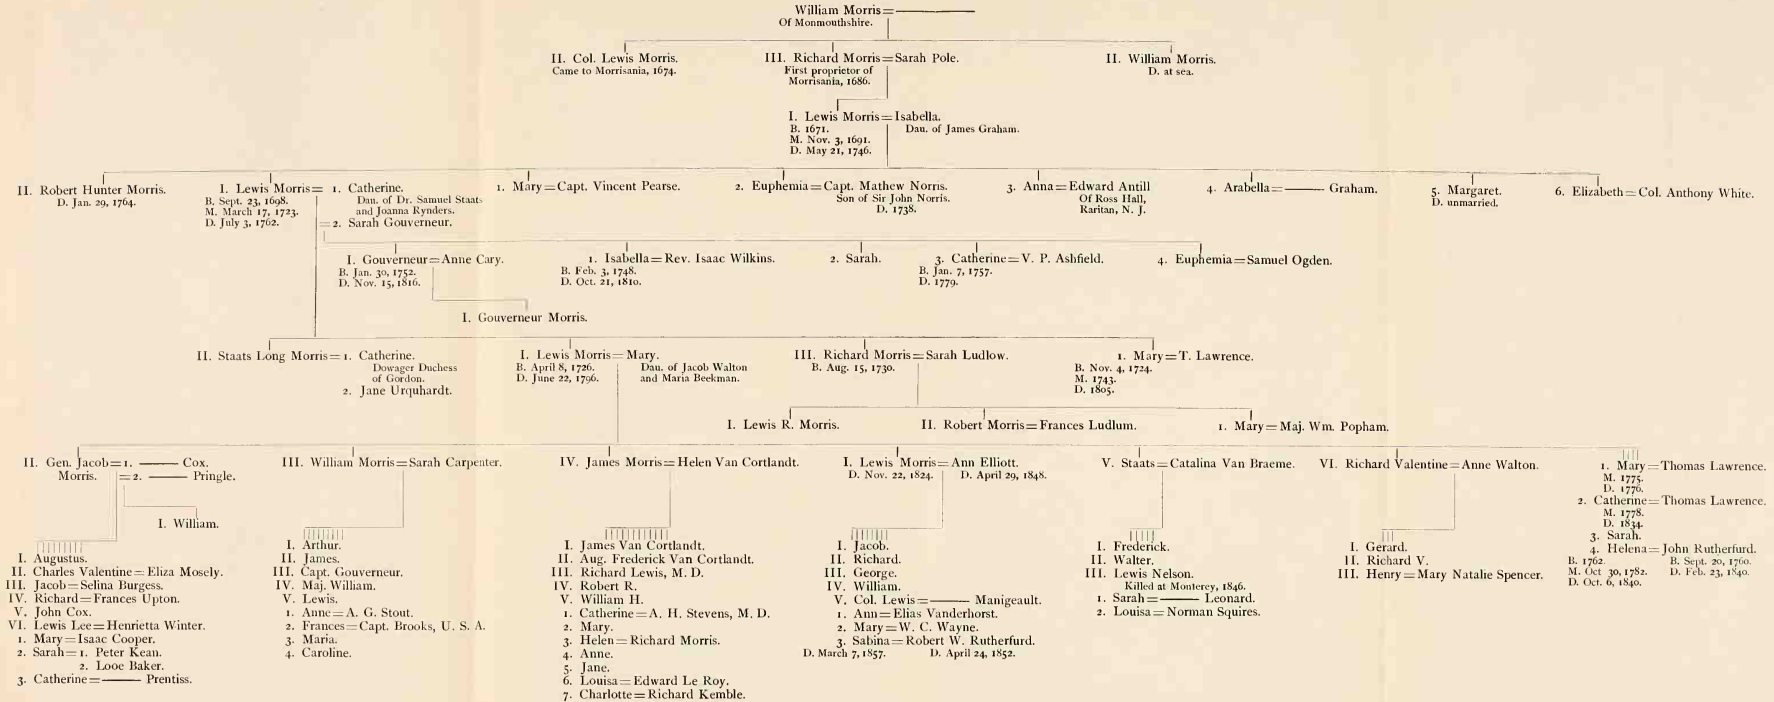 William Morris=———
Of Monmouthshire.
II. Col. Lewis Morris.
Came to Morrisania, 1674.
III. Richard Morris=Sarah Pole.
First proprietor of
Morrisania, 1686.
II. William Morris.
D. at sea.
I. Lewis Morris=Isabella.
B. 1671.
M. Nov. 3, 1691.
D. May 21, 1746.
Dau. of James Graham.
II. Robert Hunter Morris.
D. Jan. 29, 1764.
I. Lewis Morris= 1. Catherine.
B. Sept. 23, 1698.
M. March 17, 1723.
D. July 3, 1762.
Dau. of Dr. Samuel Staats
and Joanna Rynders.
=2. Sarah Gouverneur.
1. Mary=Capt. Vincent Pearse.
2. Euphemia=Capt. Mathew Norris.
Son of Sir John Norris.
D. 1738.
3. Anna=Edward Antill
Of Ross Hall,
Raritan, N. J.
4. Arabella=——— Graham.
5. Margaret.
D. unmarried.
6. Elizabeth=Col. Anthony White.
I. Gouverneur=Anne Cary.
B. Jan. 30, 1752.
D. Nov. 15, 1816.
1. Isabella=Rev. Isaac Wilkins.
B. Feb. 3, 1748.
D. Oct. 21, 1810.
2. Sarah.
3. Catherine=V. P. Ashfield.
B. Jan. 7, 1757.
D. 1779.
4. Euphemia=Samuel Ogden.
I. Gouverneur Morris.
II. Staats Long Morris= 1. Catherine.
Dowager Duchess
of Gordon.
2. Jane Urquhardt.
I. Lewis Morris=Mary.
B. April 8, 1726.
D. June 22, 1796.
Dau. of Jacob Walton
and Maria Beekman.
III. Richard Morris=Sarah Ludlow.
B. Aug. 15, 1730.
1. Mary=T. Lawrence.
B. Nov. 4, 1724.
M. 1743.
D. 1805.
I. Lewis R. Morris.
II. Robert Morris=Frances Ludlum.
1. Mary=Maj. Wm. Popham.
II. Gen. Jacob=1. ——— Cox.
Morris. =2. ——— Pringle.
I. William.
III. William Morris=Sarah Carpenter.
IV. James Morris=Helen Van Cortlandt.
I. Lewis Morris=Ann Elliott.
D. Nov. 22, 1824. D. April 29, 1848.
V. Staats=Catalina Van Braeme.
VI. Richard Valentine=Anne Walton.
1. Mary=Thomas Lawrence.
M. 1775.
D. 1776.
2. Catherine=Thomas Lawrence.
M. 1778.
D. 1834.
3. Sarah.
4. Helena=John Rutherfurd.
B. 1762. B. Sept. 20, 1760.
M. Oct 30, 1782. D. Feb. 23, 1840.
D. Oct. 6, 1840.
I. Augustus.
II. Charles Valentine=Eliza Mosely.
III. Jacob=Selina Burgess.
IV. Richard=Frances Upton.
V. John Cox.
VI. Lewis Lee=Henrietta Winter.
1. Mary=Isaac Cooper.
2. Sarah=1. Peter Kean.
2. Looe Baker.
3. Catherine=——— Prentiss.
I. Arthur.
II. James.
III. Capt. Gouverneur.
IV. Maj. William.
V. Lewis.
1. Anne=A. G. Stout.
2. Frances=Capt. Brooks, U. S. A.
3. Maria.
4. Caroline.
I. James Van Cortlandt.
II. Aug. Frederick Van Cortlandt.
III. Richard Lewis, M. D.
IV. Robert R.
V. William H.
1. Catherine=A. H. Stevens, M. D.
2. Mary.
3. Helen=Richard Morris.
4. Anne.
5. Jane.
6. Louisa=Edward Le Roy.
7. Charlotte=Richard Kemble.
I. Jacob.
II. Richard.
III. George.
IV. William.
V. Col. Lewis=——— Manigeault.
1. Ann=Elias Vanderhorst.
2. Mary=W. C. Wayne.
3. Sabina=Robert W. Rutherfurd.
D. March 7, 1857. D. April 24, 1852.
I. Frederick.
II. Walter.
III. Lewis Nelson.
Killed at Monterey, 1846.
1. Sarah=——— Leonard.
2. Louisa=Norman Squires.
I. Gerard.
II. Richard V.
III. Henry=Mary Natalie Spencer.